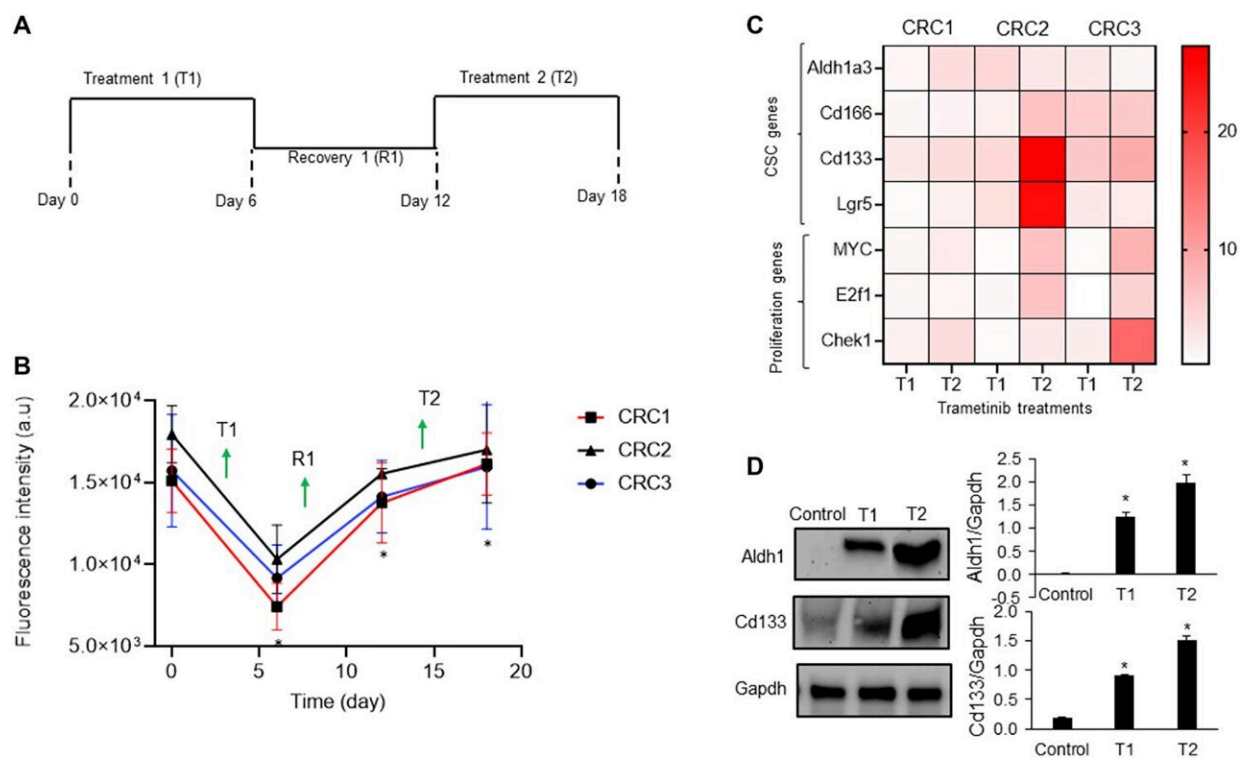 A
Treatment 1 (T1)
Treatment 2 (T2)
Recovery 1 (R1)
Day 0
Day 6
Day 12
Day 18
B
Fluorescence intensity (a.u)
2.0×10⁴
1.5×10⁴
1.0×10⁴
5.0×10³
T1
R1
T2
*
*
*
0
5
10
15
20
Time (day)
CRC1
CRC2
CRC3
C
CRC1
CRC2
CRC3
CSC genes
Aldh1a3
Cd166
Cd133
Lgr5
Proliferation genes
MYC
E2f1
Chek1
T1
T2
T1
T2
T1
T2
Trametinib treatments
20
10
D
Control
T1
T2
Aldh1
Cd133
Gapdh
Aldh1/Gapdh
2.5
2.0
1.5
1.0
0.5
0.0
-0.5
*
*
Control
T1
T2
Cd133/Gapdh
2.0
1.5
1.0
0.5
0.0
*
*
Control
T1
T2